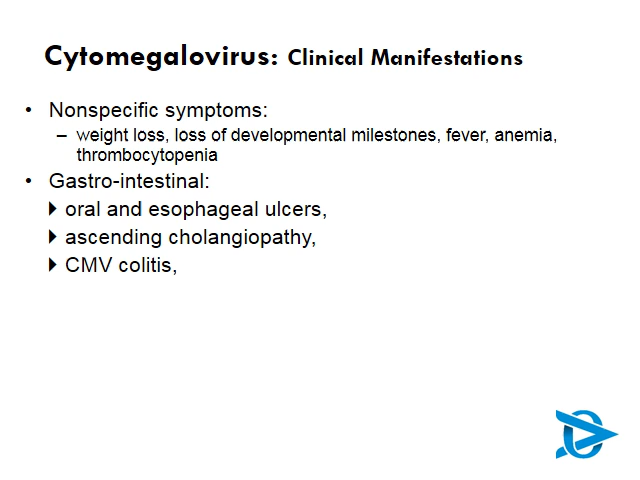 Cytomegalovirus: Clinical Manifestations
• Nonspecific symptoms:
– weight loss, loss of developmental milestones, fever, anemia,
thrombocytopenia
• Gastro-intestinal:
oral and esophageal ulcers,
ascending cholangiopathy,
CMV colitis,